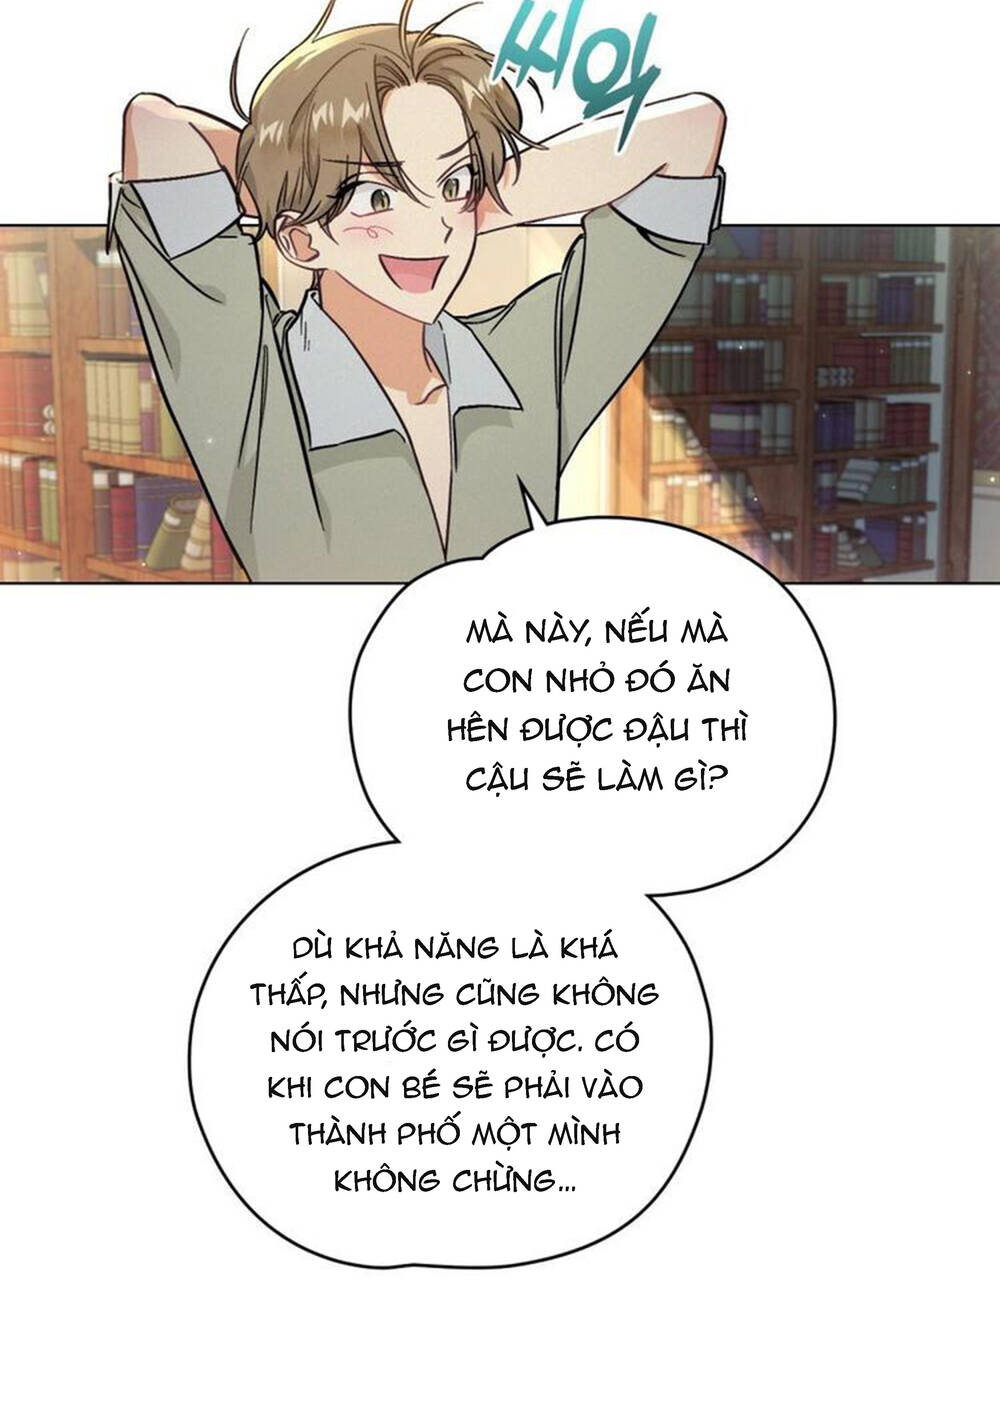 씨익
MÀ NÀY, NẾU MÀ
CON NHỎ ĐÓ ĂN
HÊN ĐƯỢC ĐẬU THÌ
CẬU SẼ LÀM GÌ?
DÙ KHẢ NĂNG LÀ KHÁ
THẤP, NHƯNG CŨNG KHÔNG
NÓI TRƯỚC GÌ ĐƯỢC. CÓ
KHI CON BÉ SẼ PHẢI VÀO
THÀNH PHỐ MỘT MÌNH
KHÔNG CHỪNG...